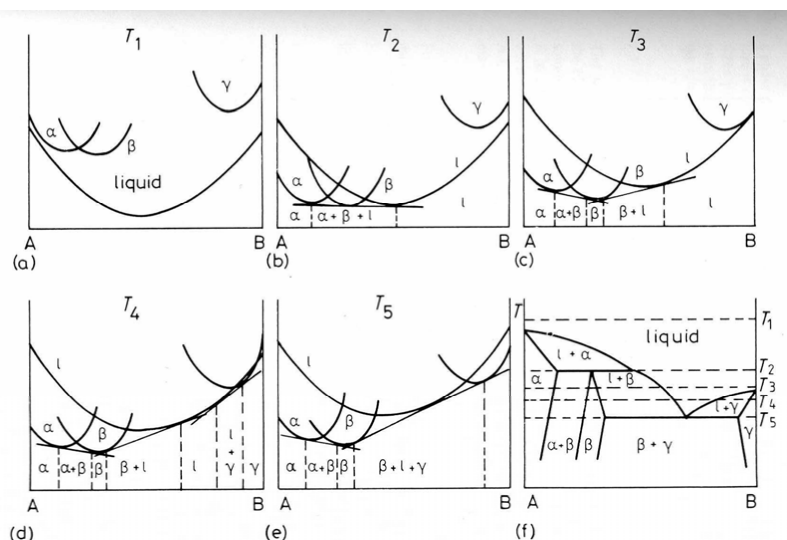 T₁
γ
α
β
liquid
A B
(a)
T₂
γ
α
β
l
α α + β + l l
A B
(b)
T₃
γ
α
β
l
α α+β β β + l l
A B
(c)
T₄
l
α
β
α α+β β β + l l l + γ γ
A B
(d)
T₅
l
α
β
α α+β β β + l + γ
A B
(e)
T
T₁
liquid
l + α
T₂
α
l + β
T₃
T₄
l + γ
T₅
α+β β β + γ γ
A B
(f)